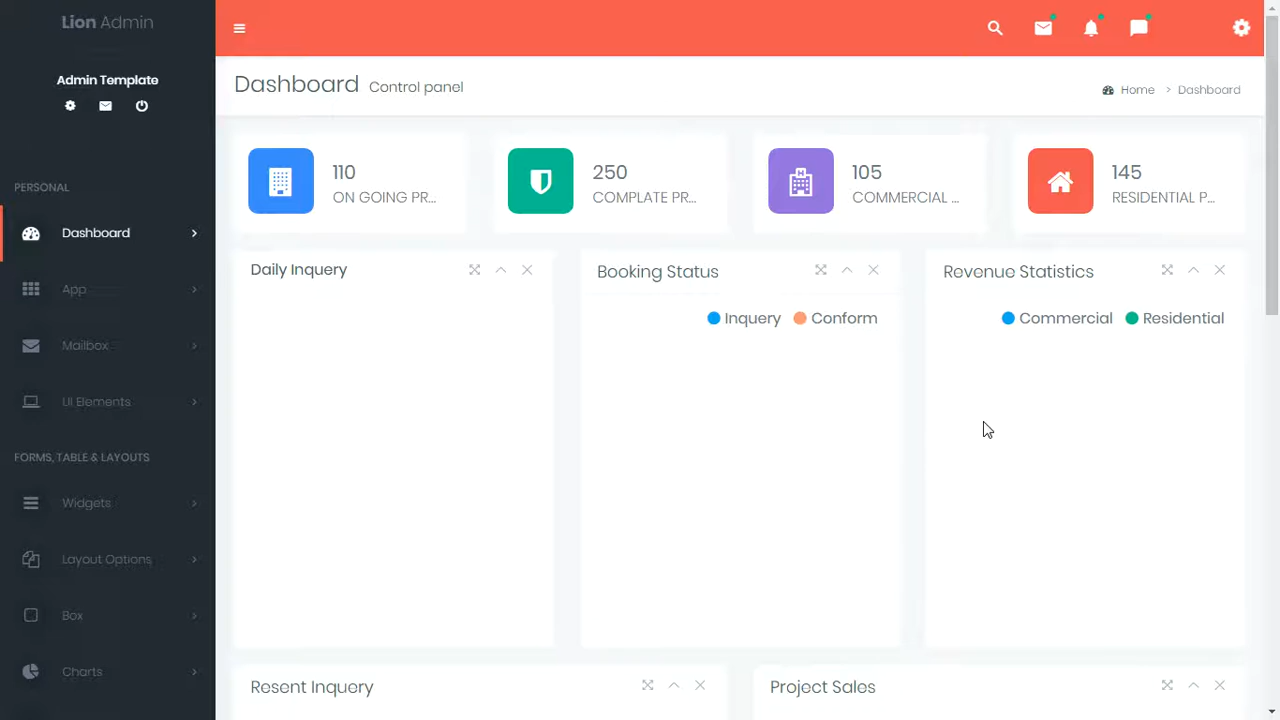 Lion Admin
Admin Template
PERSONAL
Dashboard
App
Mailbox
UI Elements
FORMS, TABLE & LAYOUTS
Widgets
Layout Options
Box
Charts
Dashboard Control panel
Home > Dashboard
110
ON GOING PR...
250
COMPLATE PR...
105
COMMERCIAL ...
145
RESIDENTIAL P...
Daily Inquery
Booking Status
Inquery Conform
Revenue Statistics
Commercial Residential
Resent Inquery
Project Sales